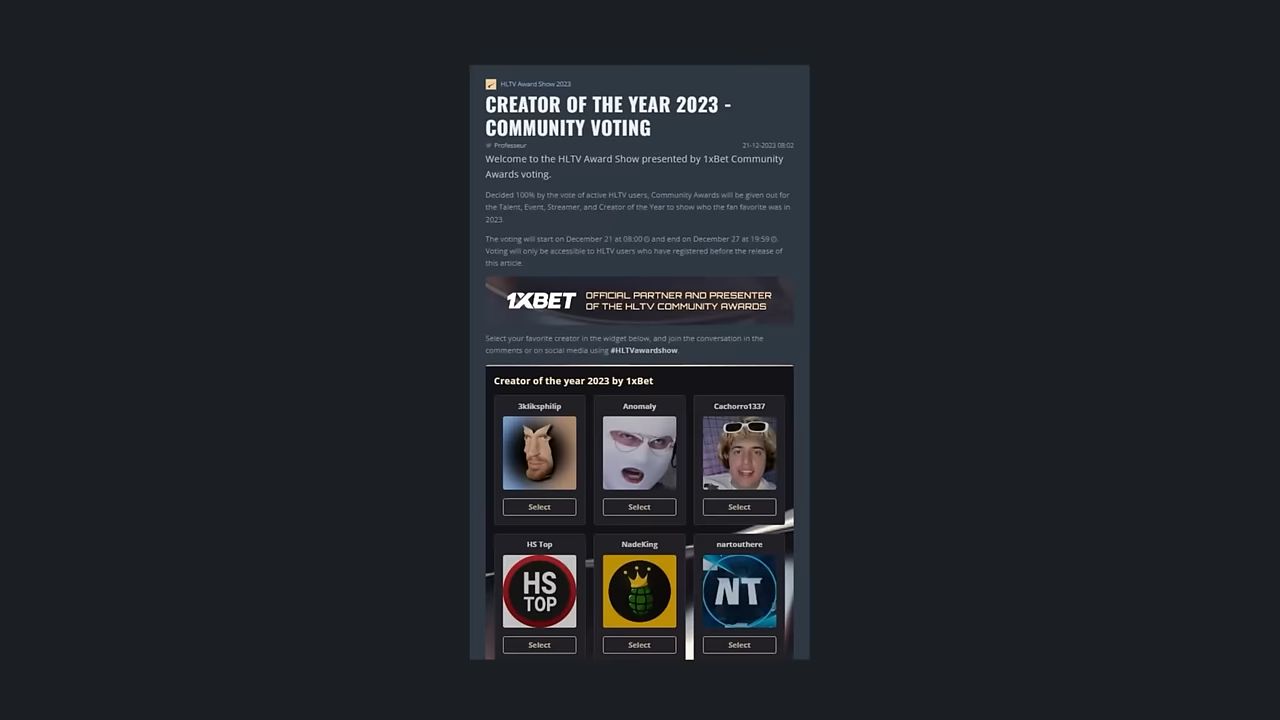 HLTV Award Show 2023
CREATOR OF THE YEAR 2023 -
COMMUNITY VOTING
Professeur 21-12-2023 08:02
Welcome to the HLTV Award Show presented by 1xBet Community
Awards voting.
Decided 100% by the vote of active HLTV users, Community Awards will be given out for
the Talent, Event, Streamer, and Creator of the Year to show who the fan favorite was in
2023.
The voting will start on December 21 at 08:00 and end on December 27 at 19:59.
Voting will only be accessible to HLTV users who have registered before the release of
this article.
1XBET OFFICIAL PARTNER AND PRESENTER
OF THE HLTV COMMUNITY AWARDS
Select your favorite creator in the widget below, and join the conversation in the
comments or on social media using #HLTVawardshow.
Creator of the year 2023 by 1xBet
3kliksphilip Anomaly Cachorro1337
Select Select Select
HS Top NadeKing nartouthere
HS NT
TOP
Select Select Select